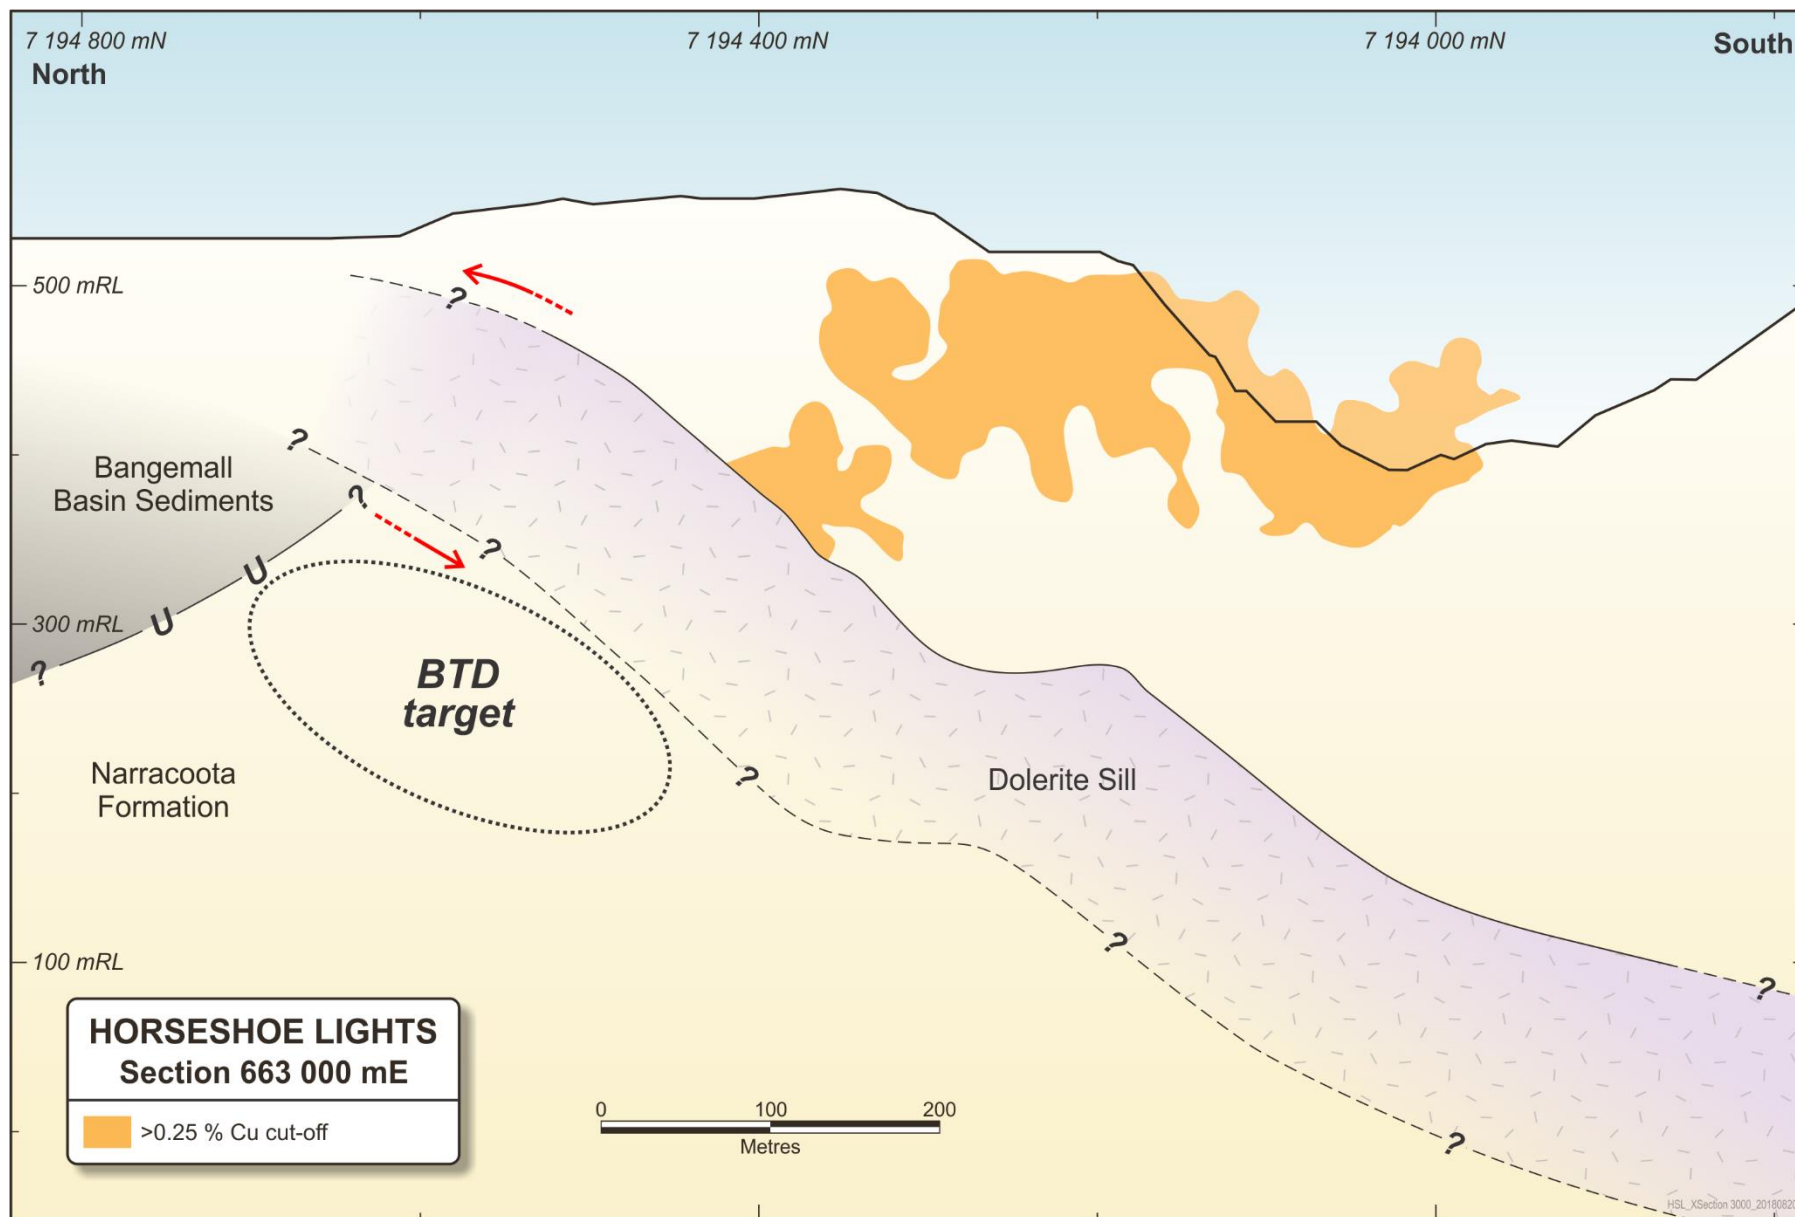 7 194 800 mN
7 194 400 mN
7 194 000 mN
North
South
500 mRL
?
?
Bangemall
Basin Sediments
?
?
U
300 mRL
U
?
BTD
target
Narracoota
Formation
?
Dolerite Sill
?
100 mRL
?
HORSESHOE LIGHTS
Section 663 000 mE
>0.25 % Cu cut-off
0 100 200
Metres
?
HSL_XSection 3000_20180820